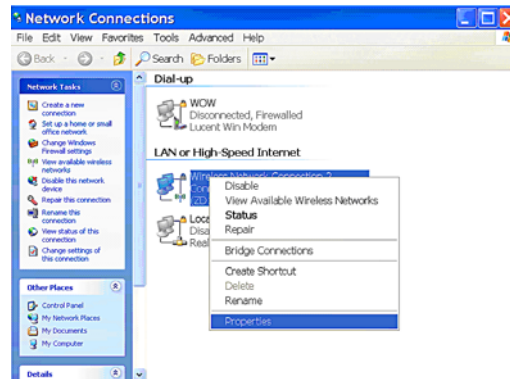 Network Connections
File Edit View Favorites Tools Advanced Help
Back Search Folders
Network Tasks
Create a new
connection
Set up a home or small
office network
Change Windows
Firewall settings
View available wireless
networks
Disable this network
device
Repair this connection
Rename this
connection
View status of this
connection
Change settings of
this connection
Other Places
Control Panel
My Network Places
My Documents
My Computer
Details
Dial-up
WOW
Disconnected, Firewalled
Lucent Win Modem
LAN or High-Speed Internet
Wireless Network Connection 2
Disable
View Available Wireless Networks
Status
Repair
Bridge Connections
Create Shortcut
Delete
Rename
Properties